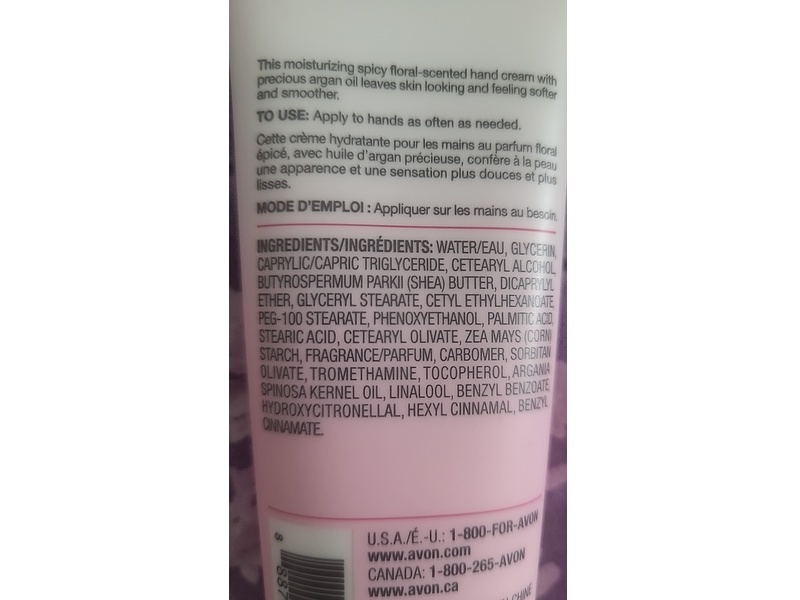 This moisturizing spicy floral-scented hand cream with
precious argan oil leaves skin looking and feeling softer
and smoother.
TO USE: Apply to hands as often as needed.
Cette crème hydratante pour les mains au parfum floral
épicé, avec huile d'argan précieuse, confère à la peau
une apparence et une sensation plus douces et plus
lisses.
MODE D'EMPLOI : Appliquer sur les mains au besoin.
INGREDIENTS/INGRÉDIENTS: WATER/EAU, GLYCERIN,
CAPRYLIC/CAPRIC TRIGLYCERIDE, CETEARYL ALCOHOL,
BUTYROSPERMUM PARKII (SHEA) BUTTER, DICAPRYLYL
ETHER, GLYCERYL STEARATE, CETYL ETHYLHEXANOATE,
PEG-100 STEARATE, PHENOXYETHANOL, PALMITIC ACID,
STEARIC ACID, CETEARYL OLIVATE, ZEA MAYS (CORN)
STARCH, FRAGRANCE/PARFUM, CARBOMER, SORBITAN
OLIVATE, TROMETHAMINE, TOCOPHEROL, ARGANIA
SPINOSA KERNEL OIL, LINALOOL, BENZYL BENZOATE,
HYDROXYCITRONELLAL, HEXYL CINNAMAL, BENZYL
CINNAMATE.
U.S.A./É.-U.: 1-800-FOR-AVON
www.avon.com
CANADA: 1-800-265-AVON
www.avon.ca
CHINE
8